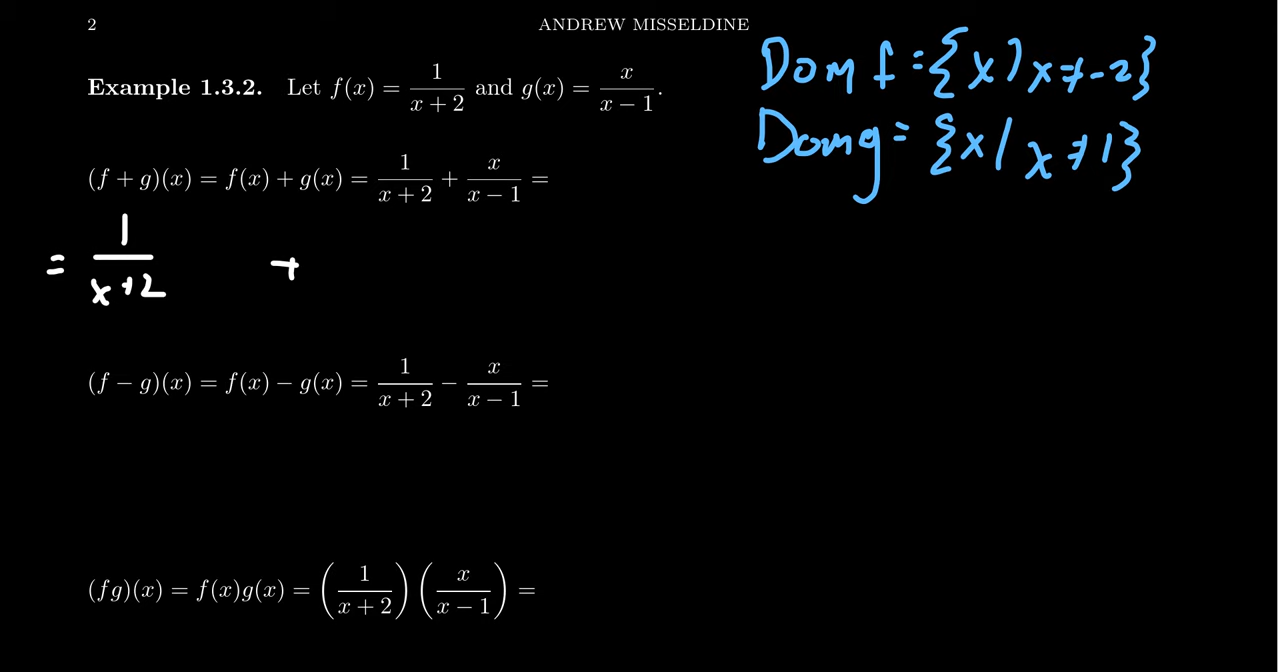 2 ANDREW MISSELDINE
Example 1.3.2. Let f(x) = 1/(x + 2) and g(x) = x/(x − 1).
Dom f = {x | x ≠ -2}
Dom g = {x | x ≠ 1}
(f + g)(x) = f(x) + g(x) = 1/(x + 2) + x/(x − 1) =
= 1/(x+2) +
(f − g)(x) = f(x) − g(x) = 1/(x + 2) − x/(x − 1) =
(fg)(x) = f(x)g(x) = (1/(x + 2)) (x/(x − 1)) =